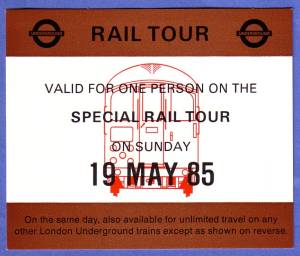 UNDERGROUND RAIL TOUR UNDERGROUND
VALID FOR ONE PERSON ON THE
SPECIAL RAIL TOUR
ON SUNDAY
19 MAY 85
On the same day, also available for unlimited travel on any
other London Underground trains except as shown on reverse.